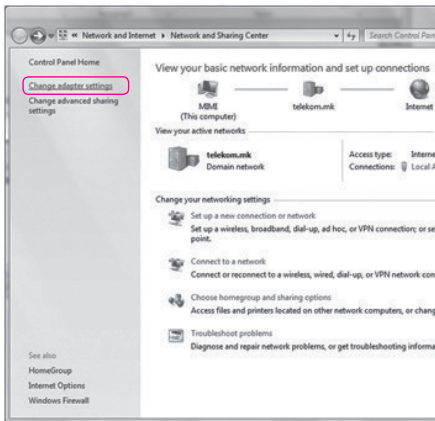 « Network and Internet ▸ Network and Sharing Center
Search Control Pan
Control Panel Home
Change adapter settings
Change advanced sharing
settings
View your basic network information and set up connections
MIMI
(This computer)
telekom.mk
Internet
View your active networks
telekom.mk
Domain network
Access type: Interne
Connections: Local A
Change your networking settings
Set up a new connection or network
Set up a wireless, broadband, dial-up, ad hoc, or VPN connection; or se
point.
Connect to a network
Connect or reconnect to a wireless, wired, dial-up, or VPN network con
Choose homegroup and sharing options
Access files and printers located on other network computers, or chang
Troubleshoot problems
Diagnose and repair network problems, or get troubleshooting informa
See also
HomeGroup
Internet Options
Windows Firewall